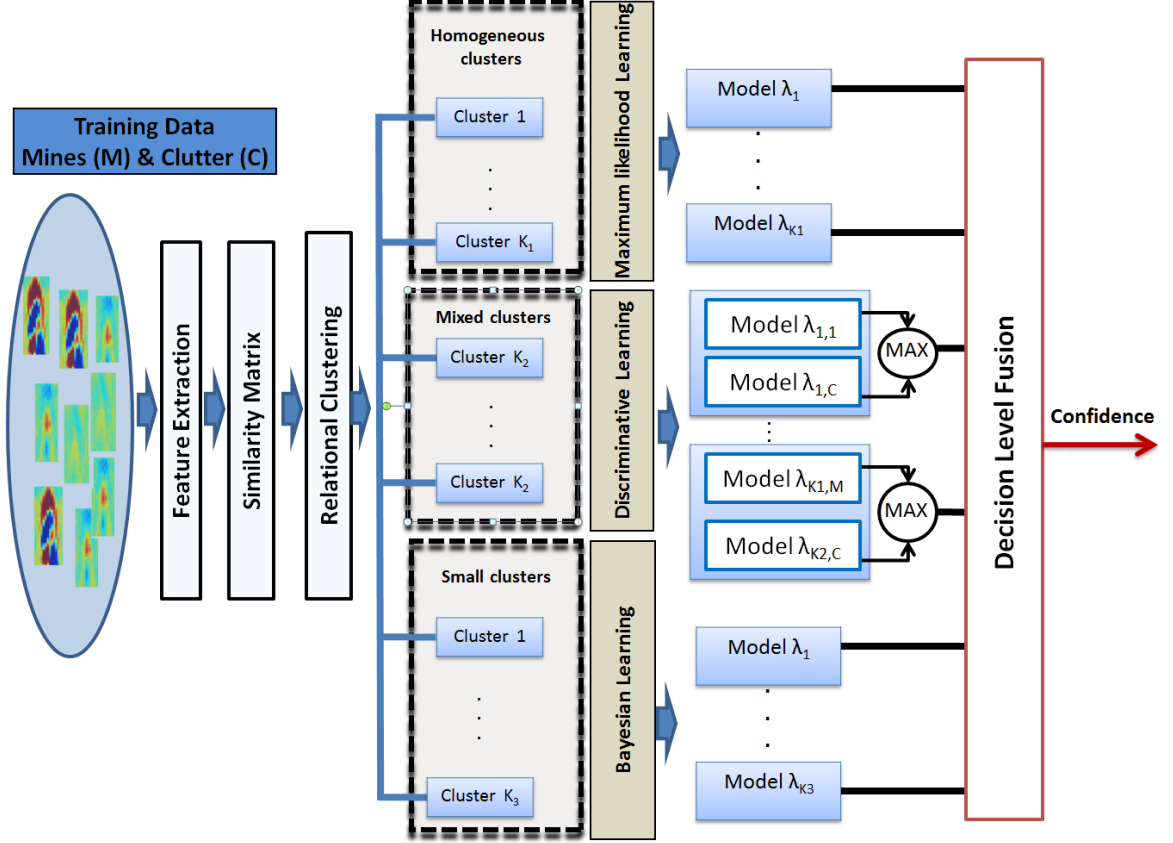 Training Data
Mines (M) & Clutter (C)
Feature Extraction
Similarity Matrix
Relational Clustering
Homogeneous
clusters
Cluster 1
.
.
.
Cluster K₁
Maximum likelihood Learning
Model λ₁
.
.
.
Model λK1
Mixed clusters
Cluster K₂
.
.
.
Cluster K₂
Discriminative Learning
Model λ1,1
Model λ1,C
MAX
⋮
Model λK1,M
Model λK2,C
MAX
Small clusters
Cluster 1
.
.
.
Cluster K₃
Bayesian Learning
Model λ₁
.
.
.
Model λK3
Decision Level Fusion
Confidence